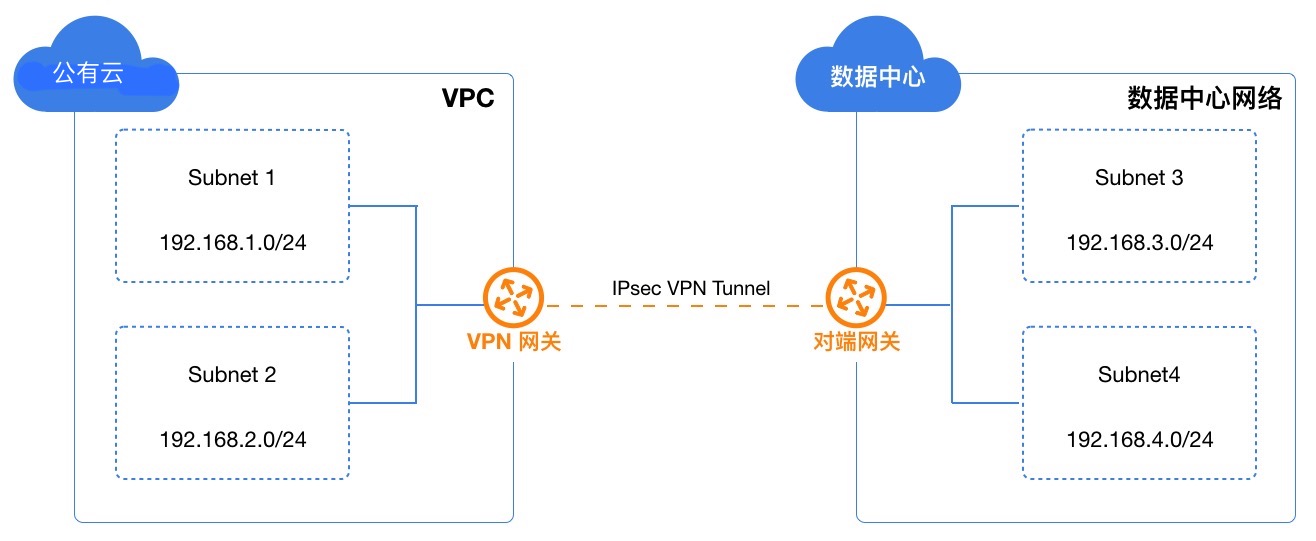 公有云
VPC
Subnet 1
192.168.1.0/24
Subnet 2
192.168.2.0/24
VPN 网关
IPsec VPN Tunnel
数据中心
数据中心网络
对端网关
Subnet 3
192.168.3.0/24
Subnet4
192.168.4.0/24